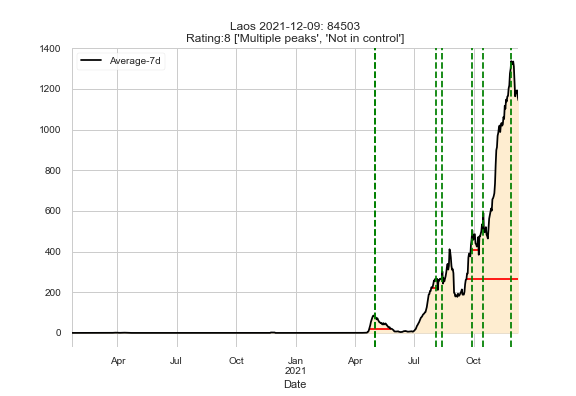 Laos 2021-12-09: 84503
Rating:8 ['Multiple peaks', 'Not in control']
Average-7d
1400
1200
1000
800
600
400
200
0
Apr
Jul
Oct
Jan
2021
Apr
Jul
Oct
Date